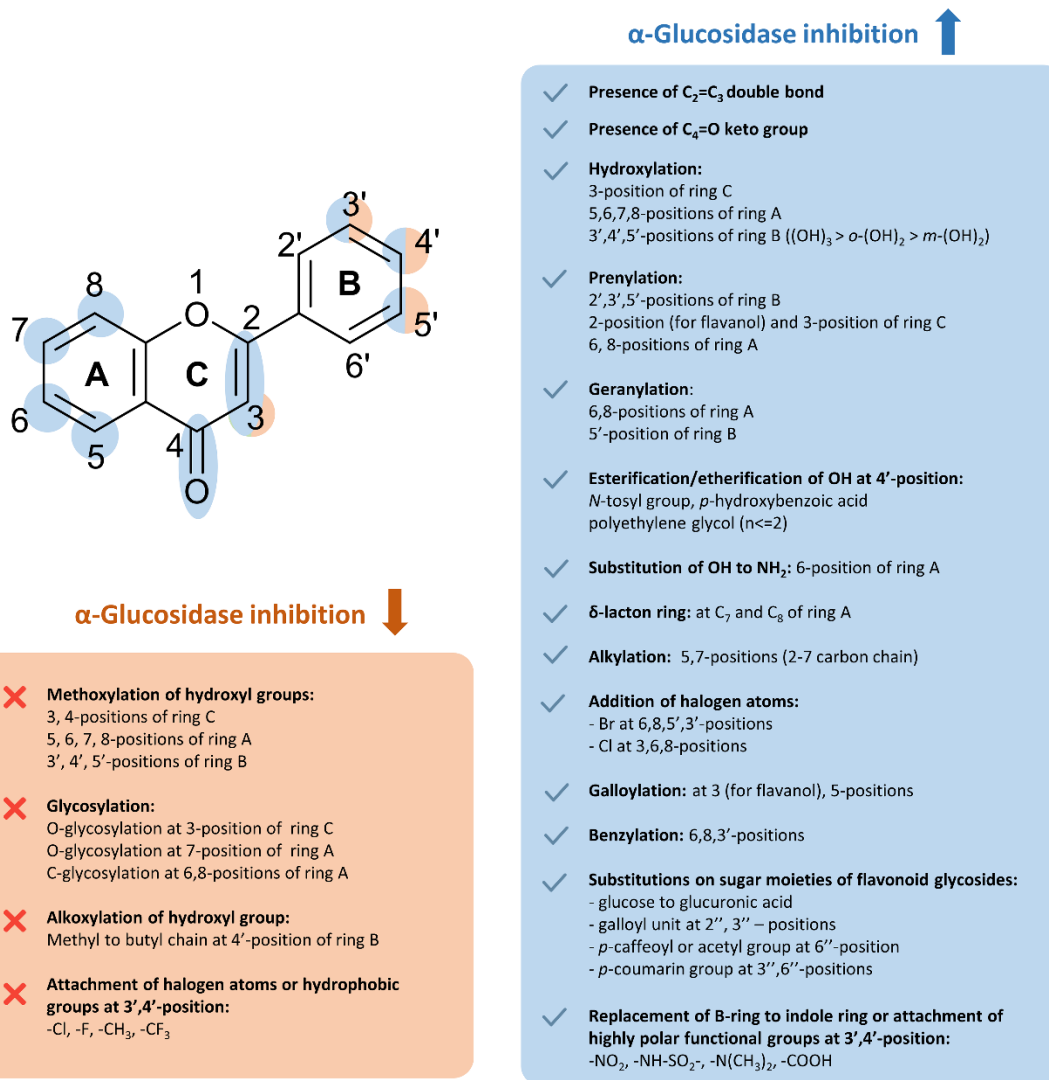 α-Glucosidase inhibition
Presence of C₂=C₃ double bond
Presence of C₄=O keto group
Hydroxylation:
3-position of ring C
5,6,7,8-positions of ring A
3′,4′,5′-positions of ring B ((OH)₃ > o-(OH)₂ > m-(OH)₂)
Prenylation:
2′,3′,5′-positions of ring B
2-position (for flavanol) and 3-position of ring C
6, 8-positions of ring A
Geranylation:
6,8-positions of ring A
5′-position of ring B
Esterification/etherification of OH at 4′-position:
N-tosyl group, p-hydroxybenzoic acid
polyethylene glycol (n<=2)
Substitution of OH to NH₂: 6-position of ring A
δ-lacton ring: at C₇ and C₈ of ring A
Alkylation: 5,7-positions (2-7 carbon chain)
Addition of halogen atoms:
- Br at 6,8,5′,3′-positions
- Cl at 3,6,8-positions
Galloylation: at 3 (for flavanol), 5-positions
Benzylation: 6,8,3′-positions
Substitutions on sugar moieties of flavonoid glycosides:
- glucose to glucuronic acid
- galloyl unit at 2′′, 3′′ – positions
- p-caffeoyl or acetyl group at 6′′-position
- p-coumarin group at 3′′,6′′-positions
Replacement of B-ring to indole ring or attachment of
highly polar functional groups at 3′,4′-position:
-NO₂, -NH-SO₂-, -N(CH₃)₂, -COOH
3'
2'
4'
B
8
1
O
2
5'
7
6'
A
C
6
3
5
4
O
α-Glucosidase inhibition
Methoxylation of hydroxyl groups:
3, 4-positions of ring C
5, 6, 7, 8-positions of ring A
3′, 4′, 5′-positions of ring B
Glycosylation:
O-glycosylation at 3-position of ring C
O-glycosylation at 7-position of ring A
C-glycosylation at 6,8-positions of ring A
Alkoxylation of hydroxyl group:
Methyl to butyl chain at 4′-position of ring B
Attachment of halogen atoms or hydrophobic
groups at 3′,4′-position:
-Cl, -F, -CH₃, -CF₃